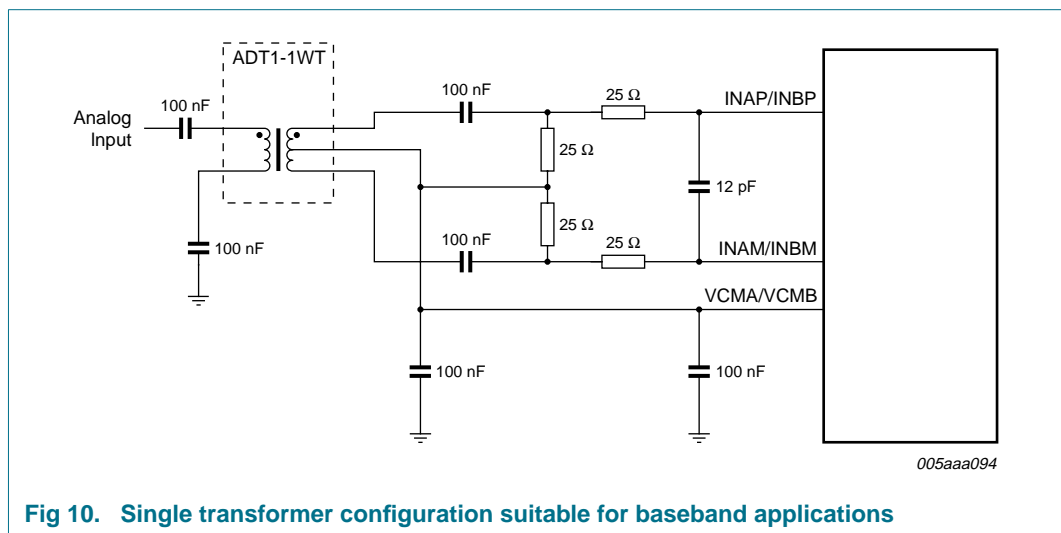 ADT1-1WT
100 nF
Analog
Input
100 nF
100 nF
25 Ω
INAP/INBP
25 Ω
12 pF
25 Ω
100 nF
25 Ω
INAM/INBM
VCMA/VCMB
100 nF
100 nF
005aaa094
Fig 10. Single transformer configuration suitable for baseband applications